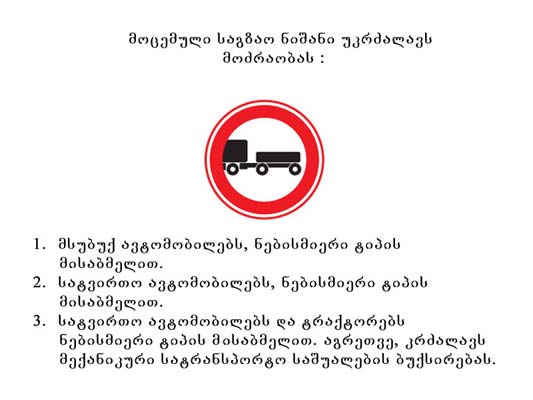 მოცემული საგზაო ნიშანი უკრძალავს
მოძრაობას :
1. მსუბუქ ავტომობილებს, ნებისმიერი ტიპის
მისაბმელით.
2. სატვირთო ავტომობილებს, ნებისმიერი ტიპის
მისაბმელით.
3. სატვირთო ავტომობილებს და ტრაქტორებს
ნებისმიერი ტიპის მისაბმელით. აგრეთვე, კრძალავს
მექანიკური სატრანსპორტო საშუალების ბუქსირებას.